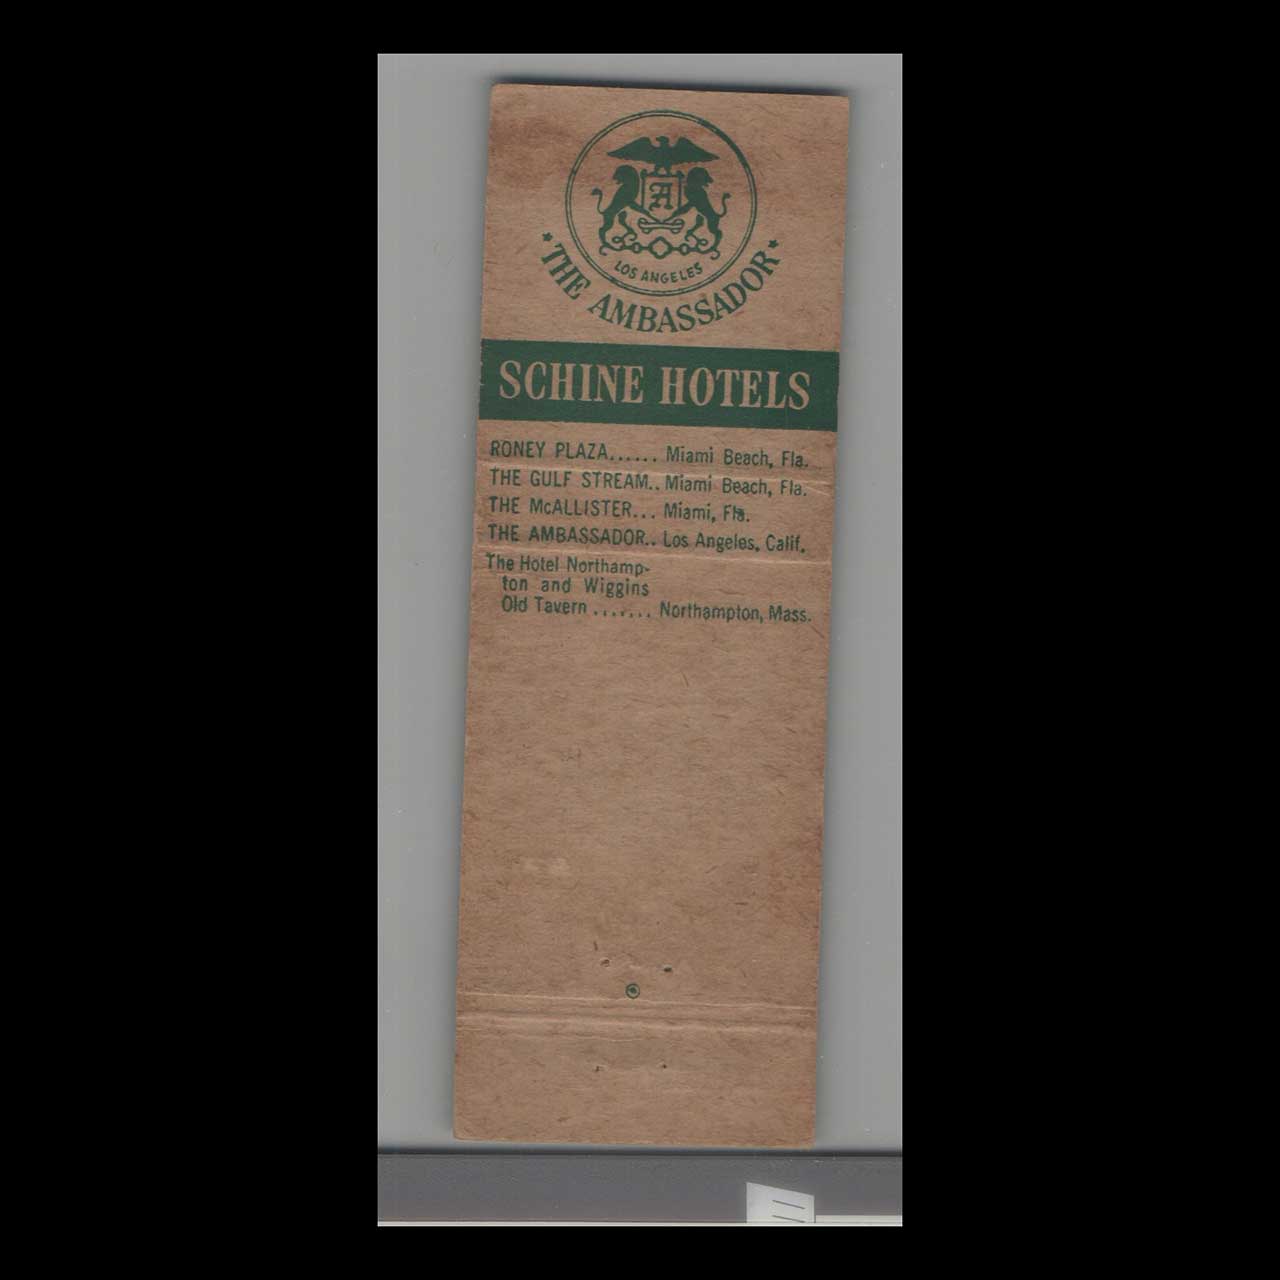 A
LOS ANGELES
★ THE AMBASSADOR ★
SCHINE HOTELS
RONEY PLAZA...... Miami Beach, Fla.
THE GULF STREAM.. Miami Beach, Fla.
THE McALLISTER... Miami, Fla.
THE AMBASSADOR.. Los Angeles, Calif.
The Hotel Northamp-
ton and Wiggins
Old Tavern ....... Northampton, Mass.